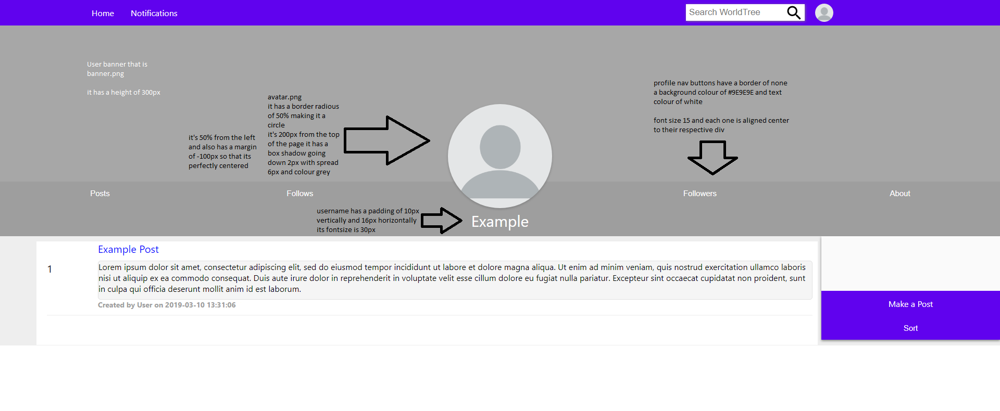 Home Notifications Search WorldTree
User banner that is
banner.png
it has a height of 300px
it's 50% from the left
and also has a margin
of -100px so that its
perfectly centered
avatar.png
it has a border radious
of 50% making it a
circle
it's 200px from the top
of the page it has a
box shadow going
down 2px with spread
6px and colour grey
profile nav buttons have a border of none
a background colour of #9E9E9E and text
colour of white
font size 15 and each one is aligned center
to their respective div
Posts Follows Followers About
username has a padding of 10px
vertically and 16px horizontally
its fontsize is 30px
Example
Example Post
1
Lorem ipsum dolor sit amet, consectetur adipiscing elit, sed do eiusmod tempor incididunt ut labore et dolore magna aliqua. Ut enim ad minim veniam, quis nostrud exercitation ullamco laboris
nisi ut aliquip ex ea commodo consequat. Duis aute irure dolor in reprehenderit in voluptate velit esse cillum dolore eu fugiat nulla pariatur. Excepteur sint occaecat cupidatat non proident, sunt
in culpa qui officia deserunt mollit anim id est laborum.
Created by User on 2019-03-10 13:31:06
Make a Post
Sort